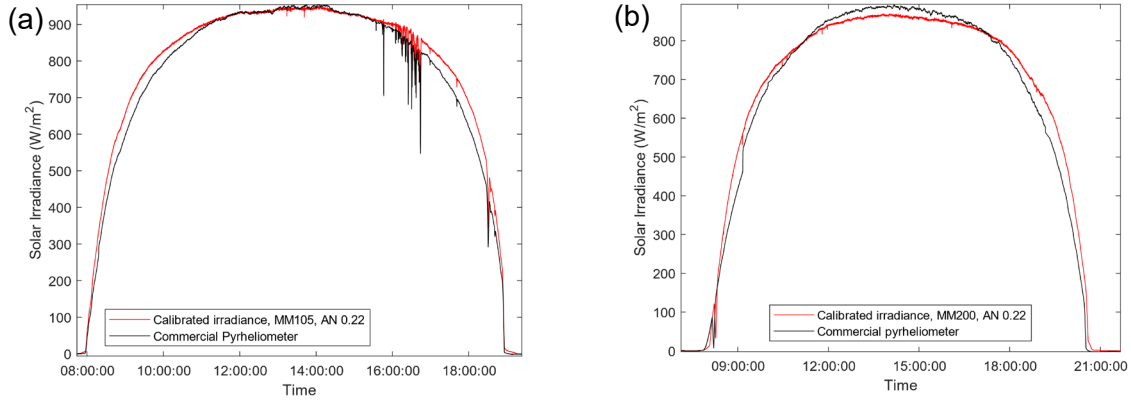 (a)
900
800
700
600
500
400
300
200
100
0
Solar Irradiance (W/m²)
Calibrated irradiance, MM105, AN 0.22
Commercial Pyrheliometer
08:00:00 10:00:00 12:00:00 14:00:00 16:00:00 18:00:00
Time
(b)
800
700
600
500
400
300
200
100
0
Solar Irradiance (W/m²)
Calibrated irradiance, MM200, AN 0.22
Commercial pyrheliometer
09:00:00 12:00:00 15:00:00 18:00:00 21:00:00
Time